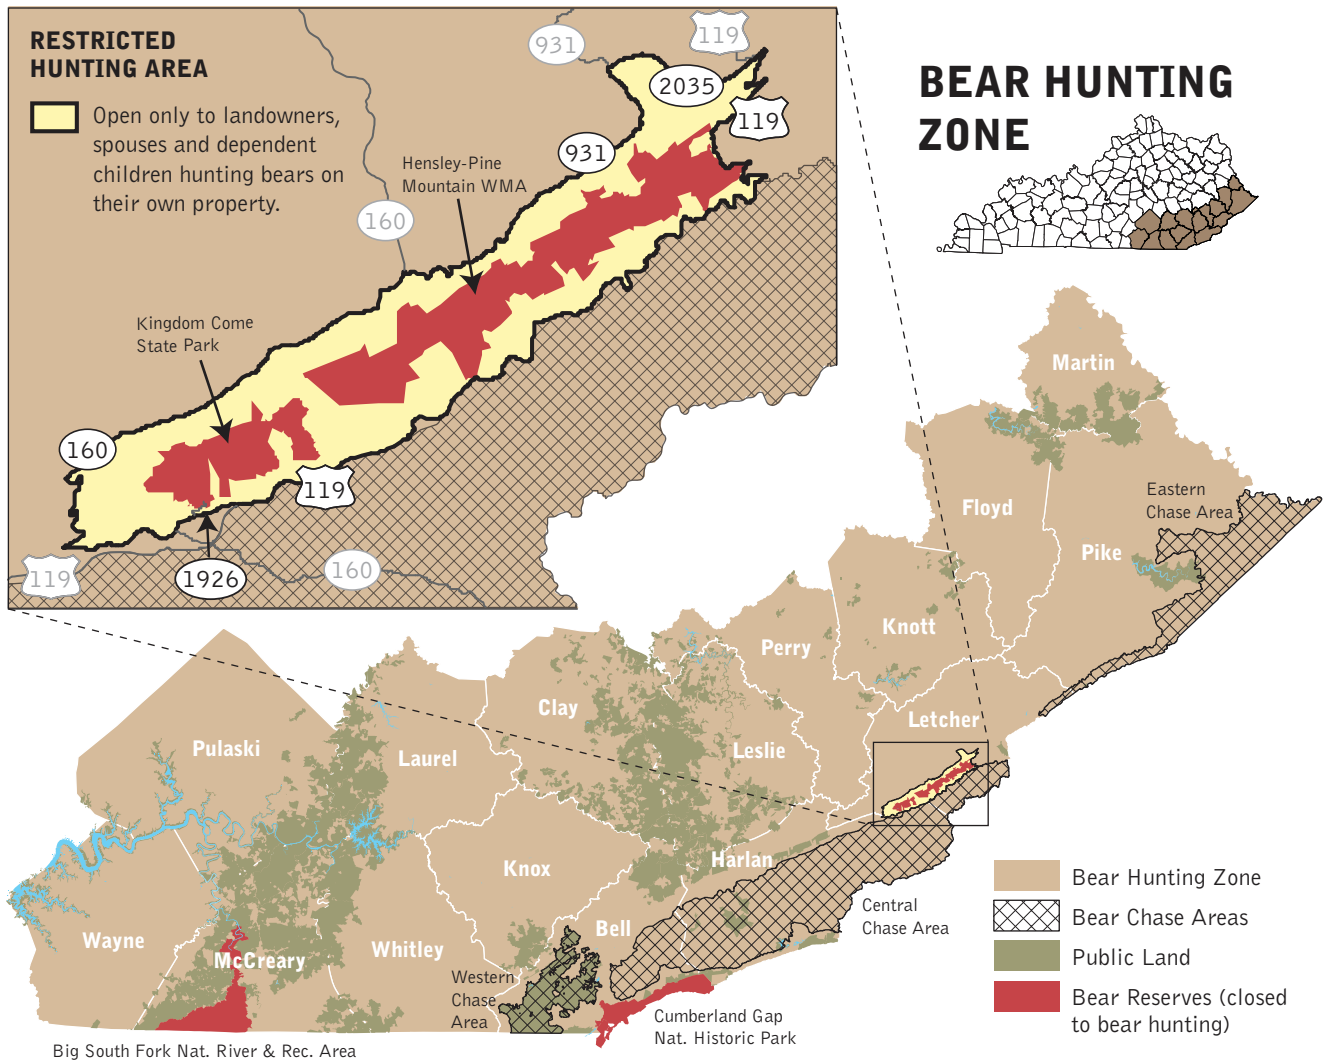 RESTRICTED
HUNTING AREA
Open only to landowners,
spouses and dependent
children hunting bears on
their own property.
931
119
2035
119
931
Hensley-Pine
Mountain WMA
160
Kingdom Come
State Park
160
119
119
1926
160
BEAR HUNTING
ZONE
Martin
Floyd
Eastern
Chase Area
Pike
Knott
Perry
Letcher
Clay
Leslie
Pulaski
Laurel
Knox
Harlan
Bell
Wayne
McCreary
Whitley
Western
Chase
Area
Central
Chase Area
Cumberland Gap
Nat. Historic Park
Big South Fork Nat. River & Rec. Area
Bear Hunting Zone
Bear Chase Areas
Public Land
Bear Reserves (closed
to bear hunting)